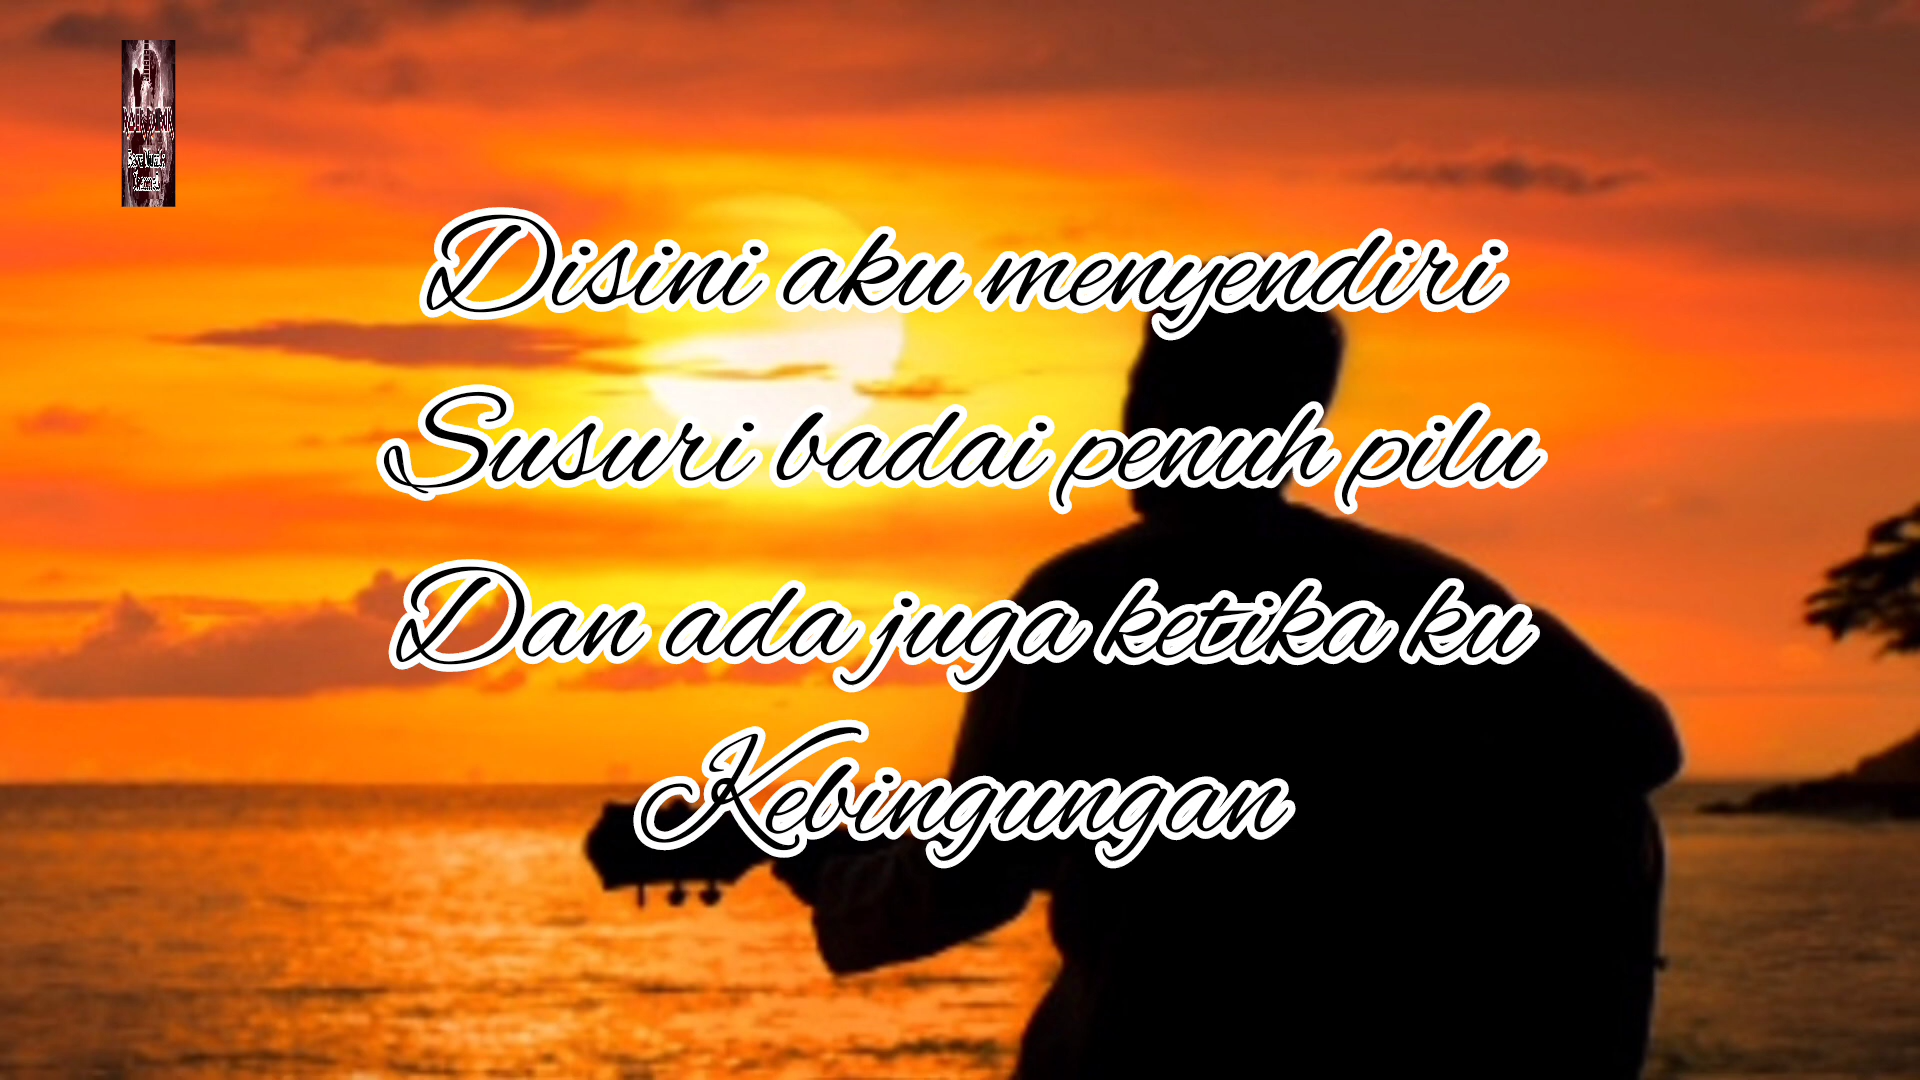 Disini aku menyendiri
Susuri badai penuh pilu
Dan ada juga ketika ku
Kebingungan